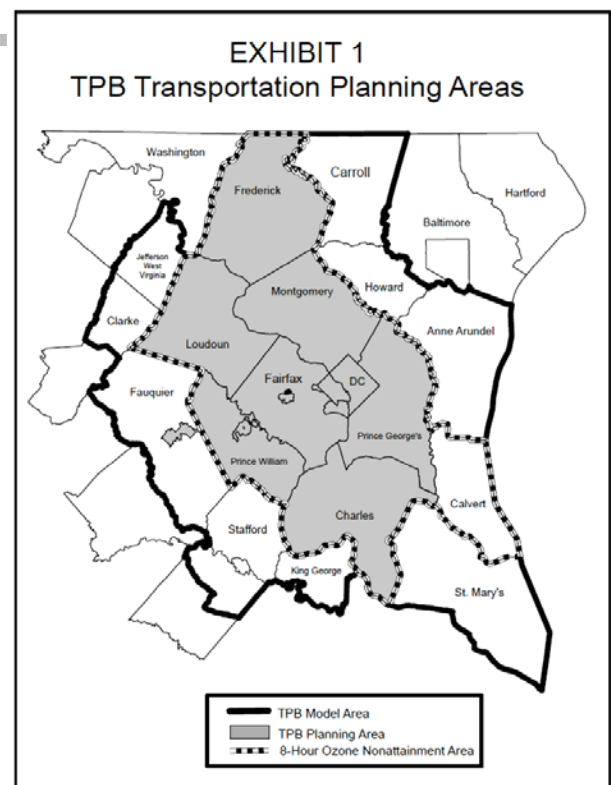 EXHIBIT 1
TPB Transportation Planning Areas
Washington
Carroll
Frederick
Hartford
Baltimore
Jefferson
West
Virginia
Howard
Montgomery
Clarke
Anne Arundel
Loudoun
Fairfax
DC
Fauquier
Prince George's
Prince William
Calvert
Charles
Stafford
King George
St. Mary's
TPB Model Area
TPB Planning Area
8-Hour Ozone Nonattainment Area